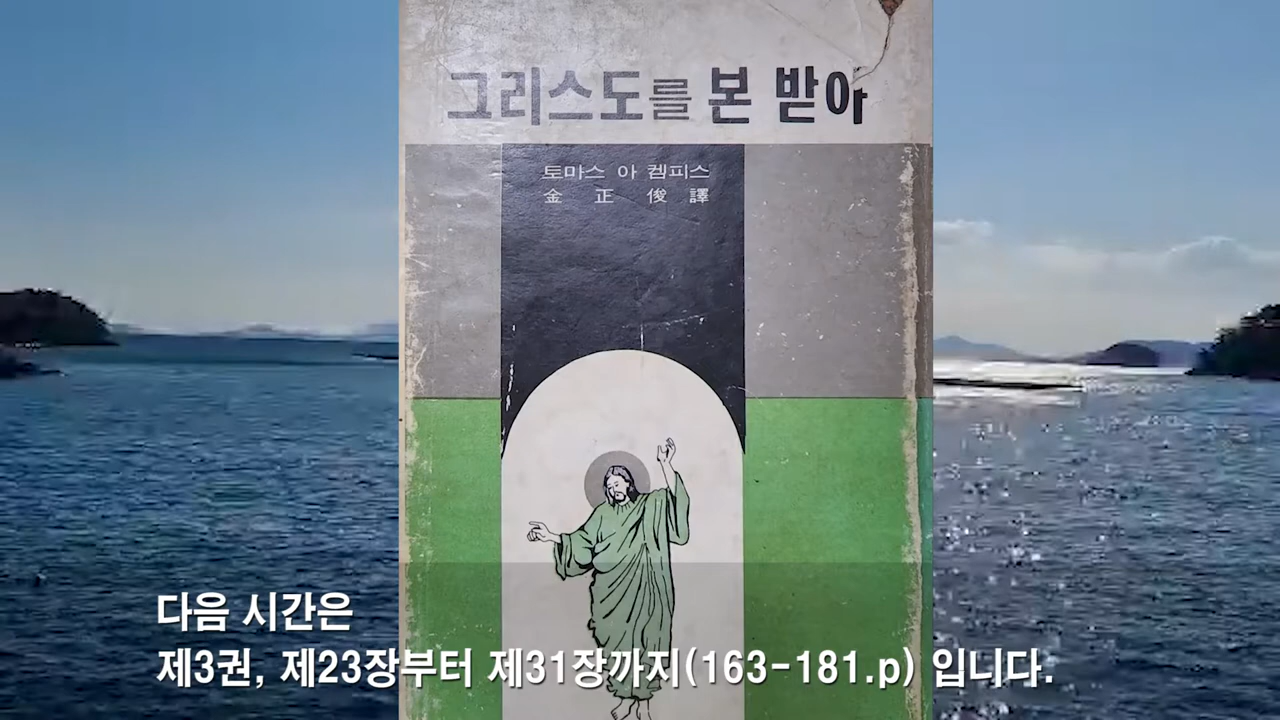 그리스도를 본 받아
토마스 아 켐피스
金 正 俊 譯
다음 시간은
제3권, 제23장부터 제31장까지(163-181.p) 입니다.